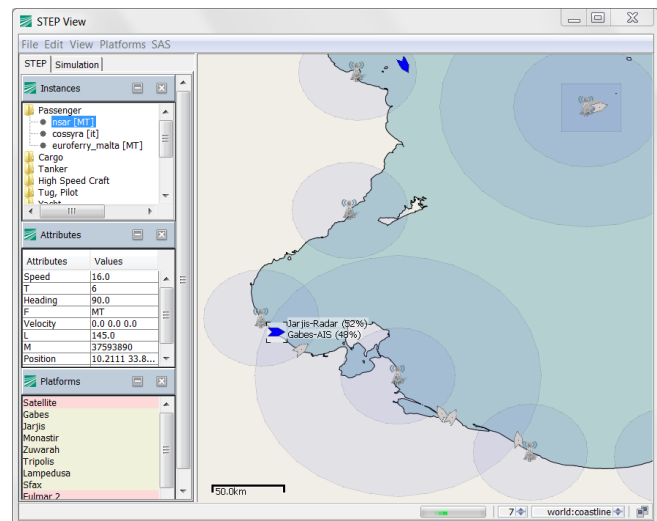 STEP View
File Edit View Platforms SAS
STEP Simulation
Instances
Passenger
nsar [MT]
cossyra [it]
euroferry_malta [MT]
Cargo
Tanker
High Speed Craft
Tug, Pilot
Yacht
Attributes
Attributes Values
Speed 16.0
T 6
Heading 90.0
F MT
Velocity 0.0 0.0 0.0
L 145.0
M 37593890
Position 10.2111 33.8...
Platforms
Satellite
Gabes
Jarjis
Monastir
Zuwarah
Tripolis
Lampedusa
Sfax
Fulmar 2
Jarjis-Radar (52%)
Gabes-AIS (48%)
50.0km
7 world:coastline